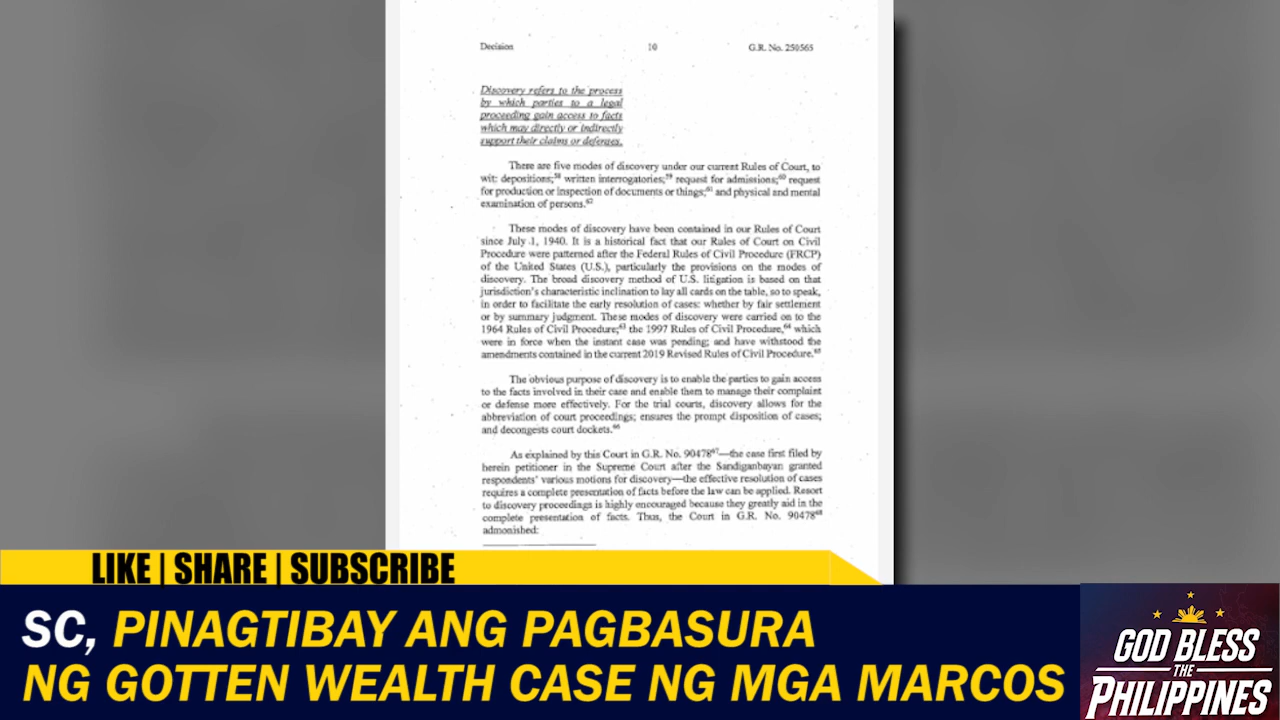 Decision 10 G.R. No. 250565
Discovery refers to the process
by which parties to a legal
proceeding gain access to facts
which may directly or indirectly
support their claims or defenses.
There are five modes of discovery under our current Rules of Court, to
wit: depositions;58 written interrogatories;59 request for admissions;60 request
for production or inspection of documents or things;61 and physical and mental
examination of persons.62
These modes of discovery have been contained in our Rules of Court
since July 1, 1940. It is a historical fact that our Rules of Court on Civil
Procedure were patterned after the Federal Rules of Civil Procedure (FRCP)
of the United States (U.S.), particularly the provisions on the modes of
discovery. The broad discovery method of U.S. litigation is based on that
jurisdiction's characteristic inclination to lay all cards on the table, so to speak,
in order to facilitate the early resolution of cases: whether by fair settlement
or by summary judgment. These modes of discovery were carried on to the
1964 Rules of Civil Procedure;63 the 1997 Rules of Civil Procedure,64 which
were in force when the instant case was pending; and have withstood the
amendments contained in the current 2019 Revised Rules of Civil Procedure.65
The obvious purpose of discovery is to enable the parties to gain access
to the facts involved in their case and enable them to manage their complaint
or defense more effectively. For the trial courts, discovery allows for the
abbreviation of court proceedings; ensures the prompt disposition of cases;
and decongests court dockets.66
As explained by this Court in G.R. No. 9047867—the case first filed by
herein petitioner in the Supreme Court after the Sandiganbayan granted
respondents' various motions for discovery—the effective resolution of cases
requires a complete presentation of facts before the law can be applied. Resort
to discovery proceedings is highly encouraged because they greatly aid in the
complete presentation of facts. Thus, the Court in G.R. No. 9047868
admonished:
LIKE | SHARE | SUBSCRIBE
SC, PINAGTIBAY ANG PAGBASURA
NG GOTTEN WEALTH CASE NG MGA MARCOS
GOD BLESS
THE
PHILIPPINES